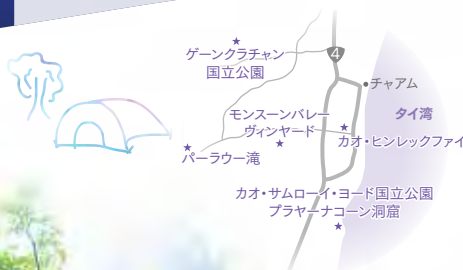 ゲーンクラチャン
国立公園
4
チャアム
モンスーンバレー
ヴィンヤード
タイ湾
カオ・ヒンレックファイ
パーラウー滝
カオ・サムローイ・ヨード国立公園
プラヤーナコーン洞窟